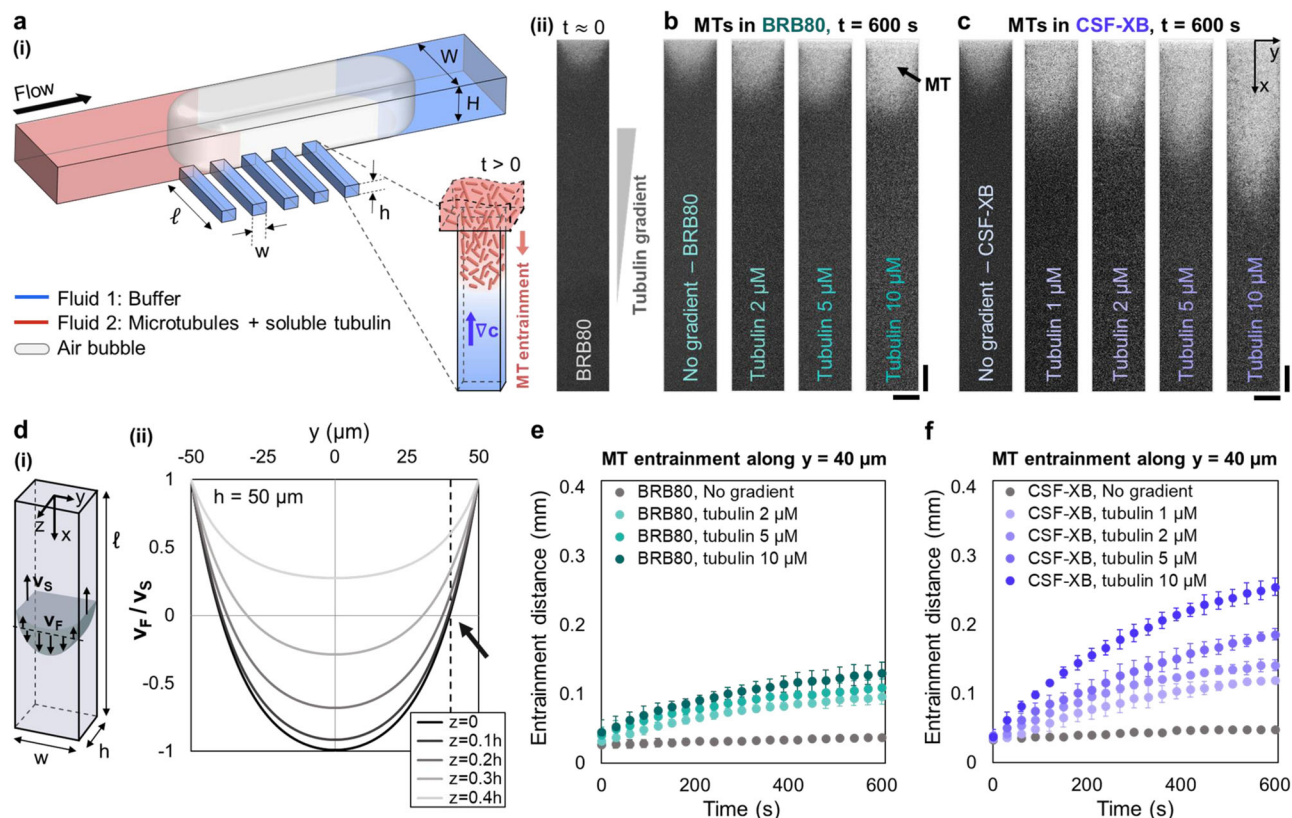 a
(i)
Flow
W
H
ℓ
w
h
t > 0
∇c
MT entrainment
Fluid 1: Buffer
Fluid 2: Microtubules + soluble tubulin
Air bubble
(ii)
t ≈ 0
BRB80
Tubulin gradient
b
MTs in BRB80, t = 600 s
No gradient – BRB80
Tubulin 2 µM
Tubulin 5 µM
Tubulin 10 µM
MT
c
MTs in CSF-XB, t = 600 s
y
x
No gradient – CSF-XB
Tubulin 1 µM
Tubulin 2 µM
Tubulin 5 µM
Tubulin 10 µM
d
(i)
y
z
x
ℓ
vS
vF
w
h
(ii)
y (µm)
-50 -25 0 25 50
h = 50 µm
vF / vS
1
0.5
0
-0.5
-1
z=0
z=0.1h
z=0.2h
z=0.3h
z=0.4h
e
MT entrainment along y = 40 µm
BRB80, No gradient
BRB80, tubulin 2 µM
BRB80, tubulin 5 µM
BRB80, tubulin 10 µM
Entrainment distance (mm)
0.4
0.3
0.2
0.1
0
0 200 400 600
Time (s)
f
MT entrainment along y = 40 µm
CSF-XB, No gradient
CSF-XB, tubulin 1 µM
CSF-XB, tubulin 2 µM
CSF-XB, tubulin 5 µM
CSF-XB, tubulin 10 µM
Entrainment distance (mm)
0.4
0.3
0.2
0.1
0
0 200 400 600
Time (s)